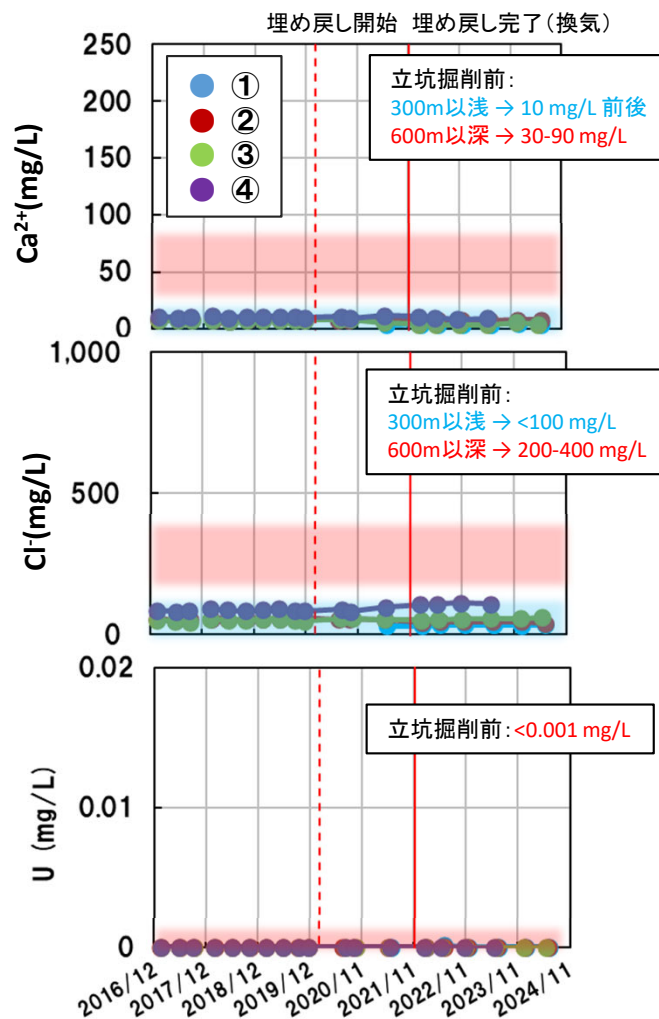 埋め戻し開始 埋め戻し完了(換気)
250
200
150
100
50
0
Ca²⁺(mg/L)
①
②
③
④
立坑掘削前:
300m以浅 → 10 mg/L 前後
600m以深 → 30-90 mg/L
1,000
500
0
Cl⁻(mg/L)
立坑掘削前:
300m以浅 → <100 mg/L
600m以深 → 200-400 mg/L
0.02
0.01
0
U (mg/L)
立坑掘削前:<0.001 mg/L
2016/12
2017/12
2018/12
2019/12
2020/11
2021/11
2022/11
2023/11
2024/11